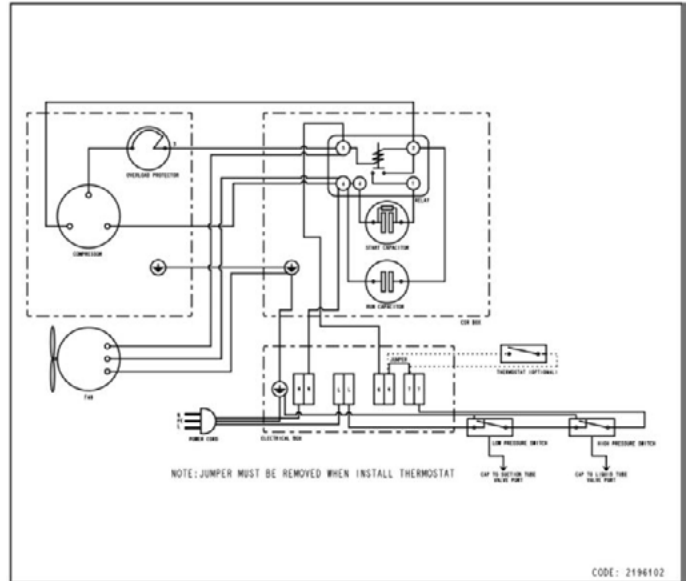 OVERLOAD PROTECTOR
COMPRESSOR
RELAY
START CAPACITOR
RUN CAPACITOR
CSR BOX
FAN
JUMPER
THERMOSTAT (OPTIONAL)
N
PE
L
POWER CORD
ELECTRICAL BOX
N N
L L
T T
LOW PRESSURE SWITCH
HIGH PRESSURE SWITCH
CAP TO SUCTION TUBE
VALVE PORT
CAP TO LIQUID TUBE
VALVE PORT
NOTE:JUMPER MUST BE REMOVED WHEN INSTALL THERMOSTAT
CODE: 2196102